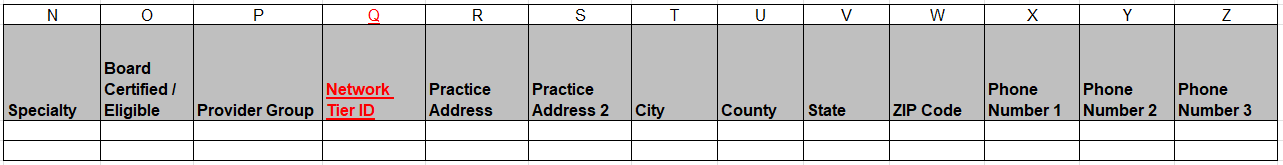 N O P Q R S T U V W X Y Z
Specialty
Board
Certified /
Eligible
Provider Group
Network
Tier ID
Practice
Address
Practice
Address 2
City
County
State
ZIP Code
Phone
Number 1
Phone
Number 2
Phone
Number 3